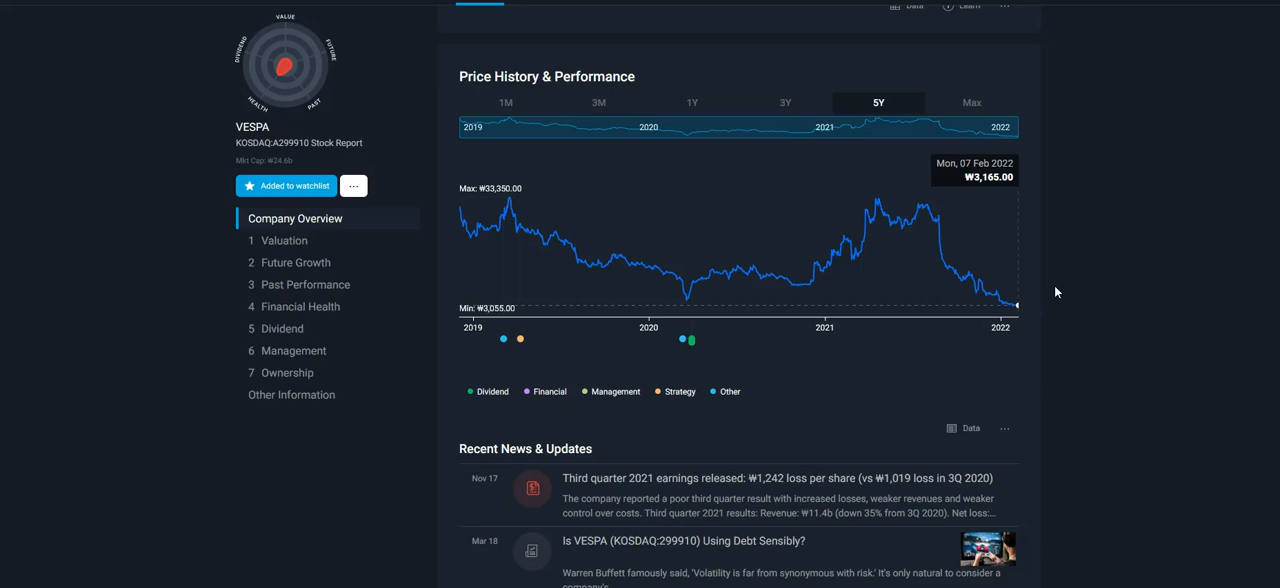 Data
Learn
...
VALUE
FUTURE
PAST
HEALTH
DIVIDEND
VESPA
KOSDAQ:A299910 Stock Report
Mkt Cap: ₩24.6b
Added to watchlist
...
Company Overview
1 Valuation
2 Future Growth
3 Past Performance
4 Financial Health
5 Dividend
6 Management
7 Ownership
Other Information
Price History & Performance
1M 3M 1Y 3Y 5Y Max
2019 2020 2021 2022
Mon, 07 Feb 2022
₩3,165.00
Max: ₩33,350.00
Min: ₩3,055.00
2019 2020 2021 2022
Dividend Financial Management Strategy Other
Data ...
Recent News & Updates
Nov 17
Third quarter 2021 earnings released: ₩1,242 loss per share (vs ₩1,019 loss in 3Q 2020)
The company reported a poor third quarter result with increased losses, weaker revenues and weaker
control over costs. Third quarter 2021 results: Revenue: ₩11.4b (down 35% from 3Q 2020). Net loss:...
Mar 18
Is VESPA (KOSDAQ:299910) Using Debt Sensibly?
Warren Buffett famously said, 'Volatility is far from synonymous with risk.' It's only natural to consider a
company's